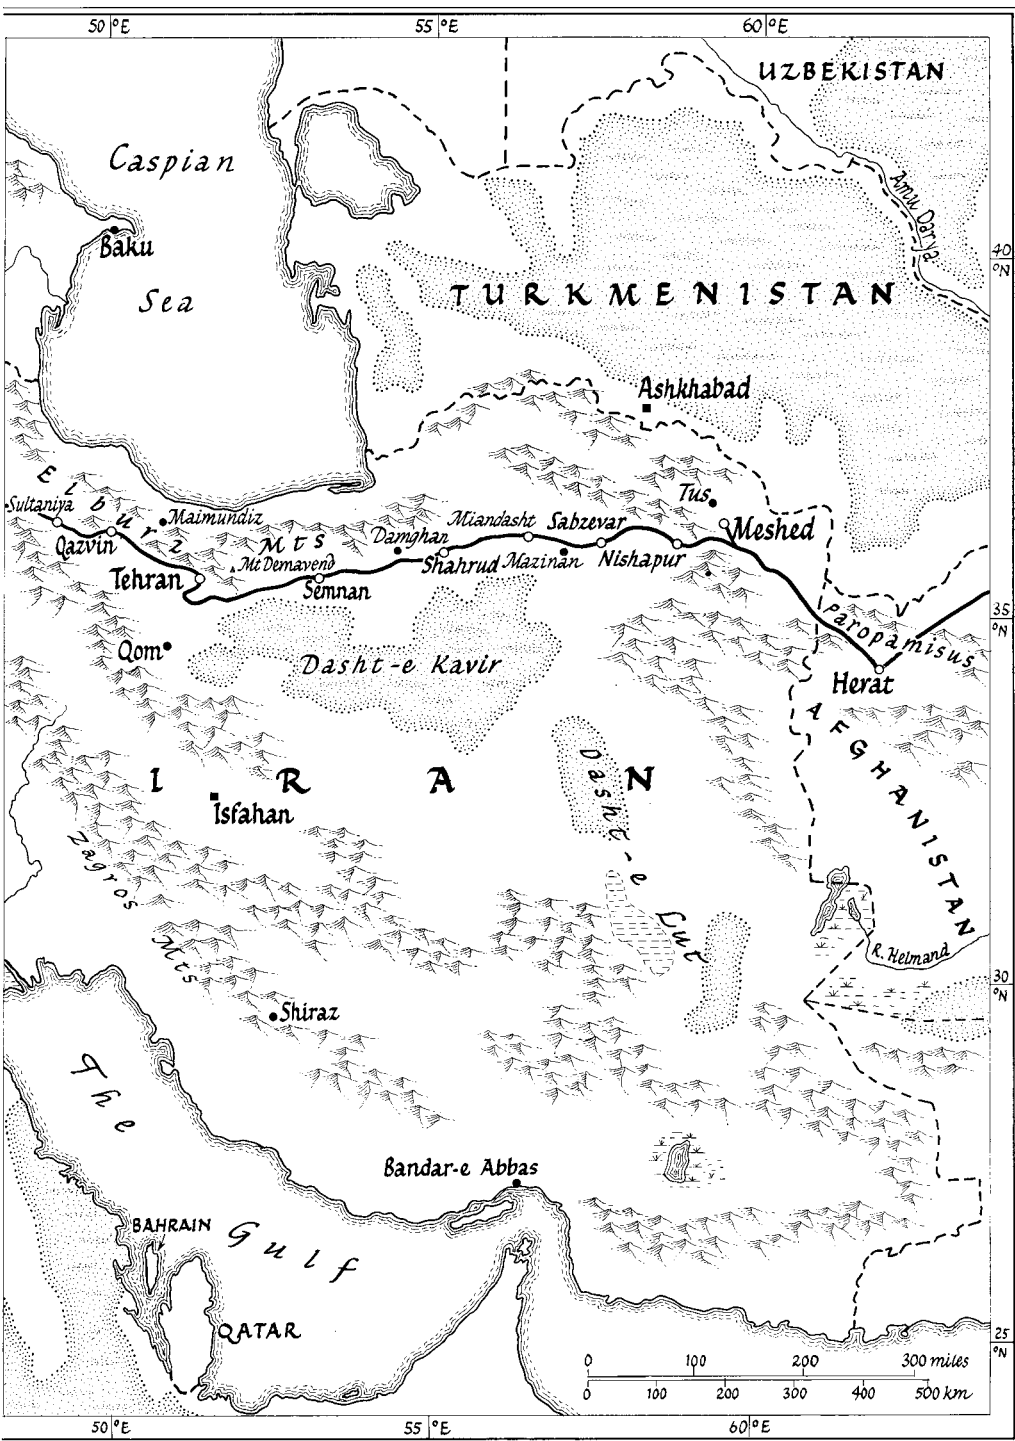 50°E 55°E 60°E
UZBEKISTAN
Caspian
Sea
Amu Darya
Baku
40
°N
TURKMENISTAN
Ashkhabad
Elburz Mts
Sultaniya
Maimundiz
Qazvin
Tus
Meshed
Damghan
Miandasht
Sabzevar
Mt Demavend
Shahrud
Mazinan
Nishapur
Tehran
Semnan
35
°N
Paropamisus
Qom
Dasht-e Kavir
Herat
AFGHANISTAN
IRAN
Dasht-e Lut
Isfahan
Zagros Mts
R. Helmand
30
°N
Shiraz
The Gulf
Bandar-e Abbas
BAHRAIN
QATAR
25
°N
0 100 200 300 miles
0 100 200 300 400 500 km
50°E 55°E 60°E